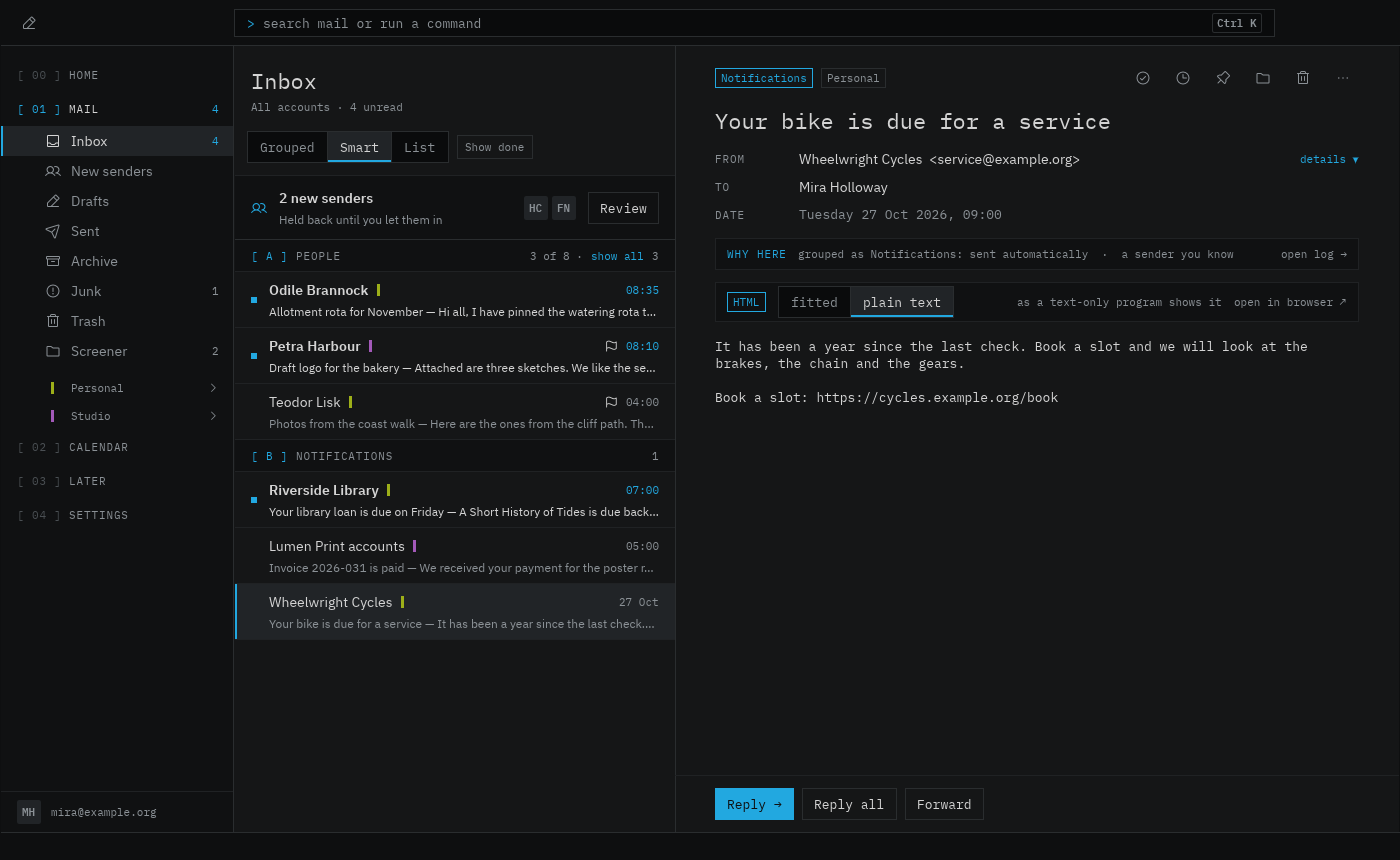 > search mail or run a command
Ctrl K
[ 00 ] HOME
[ 01 ] MAIL 4
Inbox 4
New senders
Drafts
Sent
Archive
Junk 1
Trash
Screener 2
Personal
Studio
[ 02 ] CALENDAR
[ 03 ] LATER
[ 04 ] SETTINGS
MH mira@example.org
Inbox
All accounts · 4 unread
Grouped Smart List Show done
2 new senders
Held back until you let them in
HC FN Review
[ A ] PEOPLE 3 of 8 · show all 3
Odile Brannock 08:35
Allotment rota for November — Hi all, I have pinned the watering rota t…
Petra Harbour 08:10
Draft logo for the bakery — Attached are three sketches. We like the se…
Teodor Lisk 04:00
Photos from the coast walk — Here are the ones from the cliff path. Th…
[ B ] NOTIFICATIONS 1
Riverside Library 07:00
Your library loan is due on Friday — A Short History of Tides is due back…
Lumen Print accounts 05:00
Invoice 2026-031 is paid — We received your payment for the poster r…
Wheelwright Cycles 27 Oct
Your bike is due for a service — It has been a year since the last check.…
Notifications Personal
Your bike is due for a service
FROM Wheelwright Cycles <service@example.org> details ▾
TO Mira Holloway
DATE Tuesday 27 Oct 2026, 09:00
WHY HERE grouped as Notifications: sent automatically · a sender you know open log →
HTML fitted plain text as a text-only program shows it open in browser ↗
It has been a year since the last check. Book a slot and we will look at the
brakes, the chain and the gears.
Book a slot: https://cycles.example.org/book
Reply → Reply all Forward